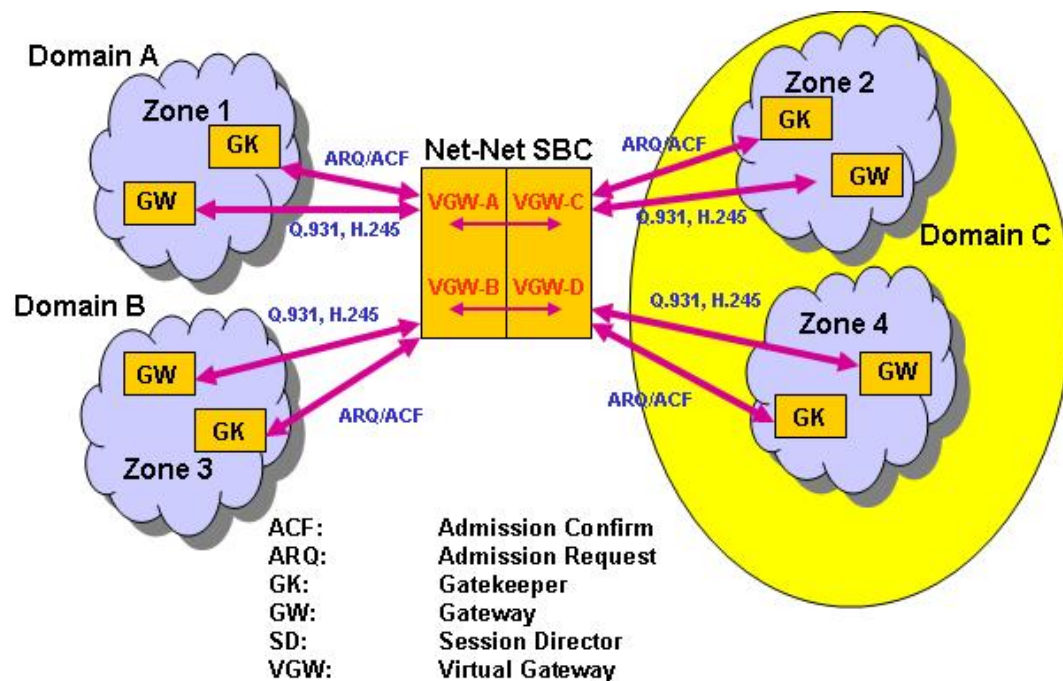 Domain A
Zone 1
GK
GW
ARQ/ACF
Q.931, H.245
Net-Net SBC
VGW-A
VGW-C
VGW-B
VGW-D
ARQ/ACF
Q.931, H.245
Zone 2
GK
GW
Domain C
Domain B
GW
GK
Zone 3
Q.931, H.245
ARQ/ACF
Q.931, H.245
ARQ/ACF
Zone 4
GW
GK
ACF: Admission Confirm
ARQ: Admission Request
GK: Gatekeeper
GW: Gateway
SD: Session Director
VGW: Virtual Gateway